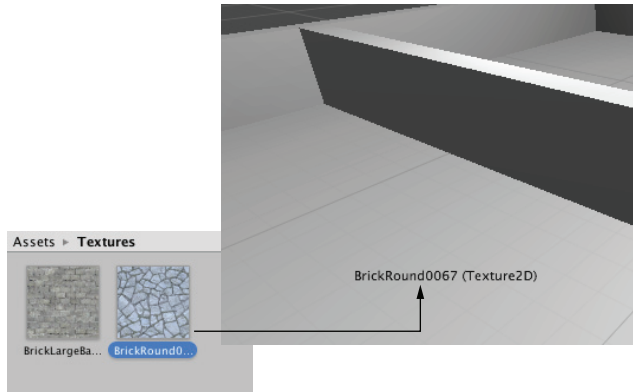 Assets ▸ Textures
BrickRound0067 (Texture2D)
BrickLargeBa...
BrickRound0...